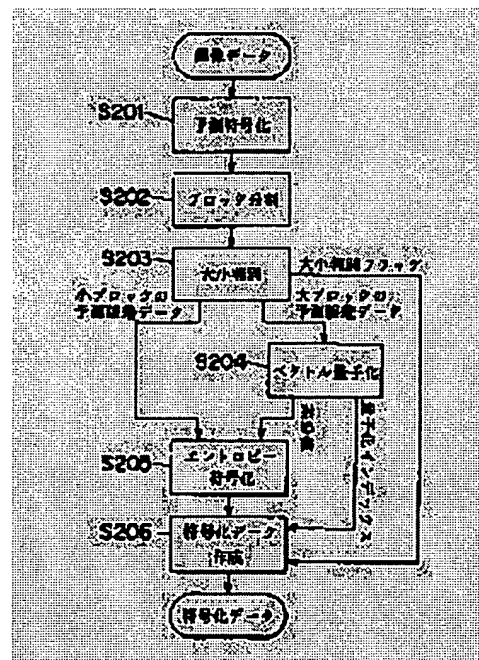 画像データ
S201
予測符号化
S202
ブロック分割
S203
大小判別
大小判別フラッグ
小ブロックの
予測誤差データ
大ブロックの
予測誤差データ
S204
ベクトル量子化
量子化インデックス
S205
エントロピー
符号化
S206
符号化データ
作成
符号化データ